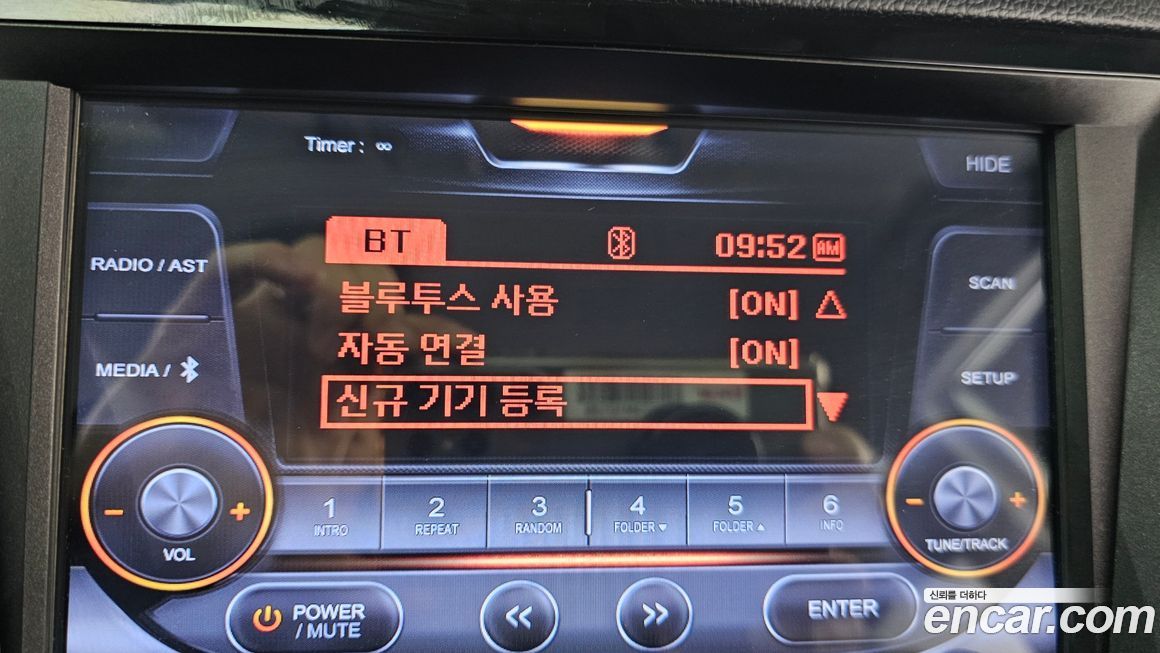 Timer : ∞
HIDE
BT 09:52 AM
RADIO / AST
SCAN
블루투스 사용 [ON] △
자동 연결 [ON]
MEDIA /
SETUP
신규 기기 등록 ▼
− VOL +
1 INTRO
2 REPEAT
3 RANDOM
4 FOLDER ▼
5 FOLDER ▲
6 INFO
− TUNE/TRACK +
POWER
/ MUTE
≪
≫
ENTER
신뢰를 더하다
encar.com